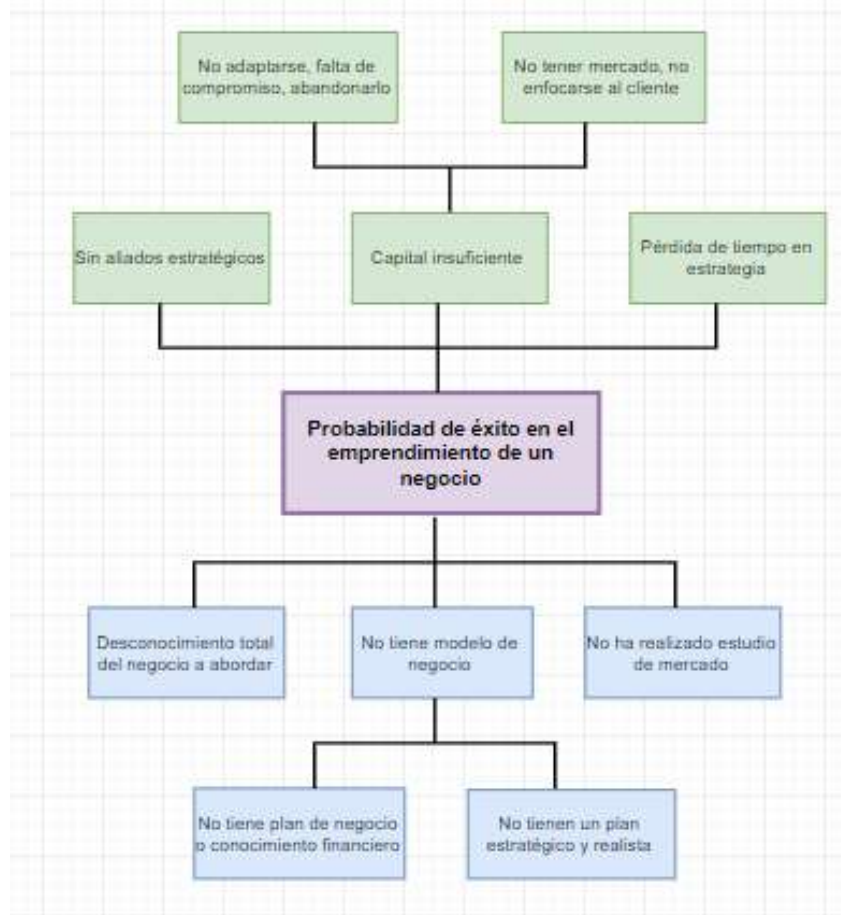 No adaptarse, falta de
compromiso, abandonarlo
No tener mercado, no
enfocarse al cliente
Sin aliados estratégicos
Capital insuficiente
Pérdida de tiempo en
estrategia
Probabilidad de éxito en el
emprendimiento de un
negocio
Desconocimiento total
del negocio a abordar
No tiene modelo de
negocio
No ha realizado estudio
de mercado
No tiene plan de negocio
o conocimiento financiero
No tienen un plan
estratégico y realista